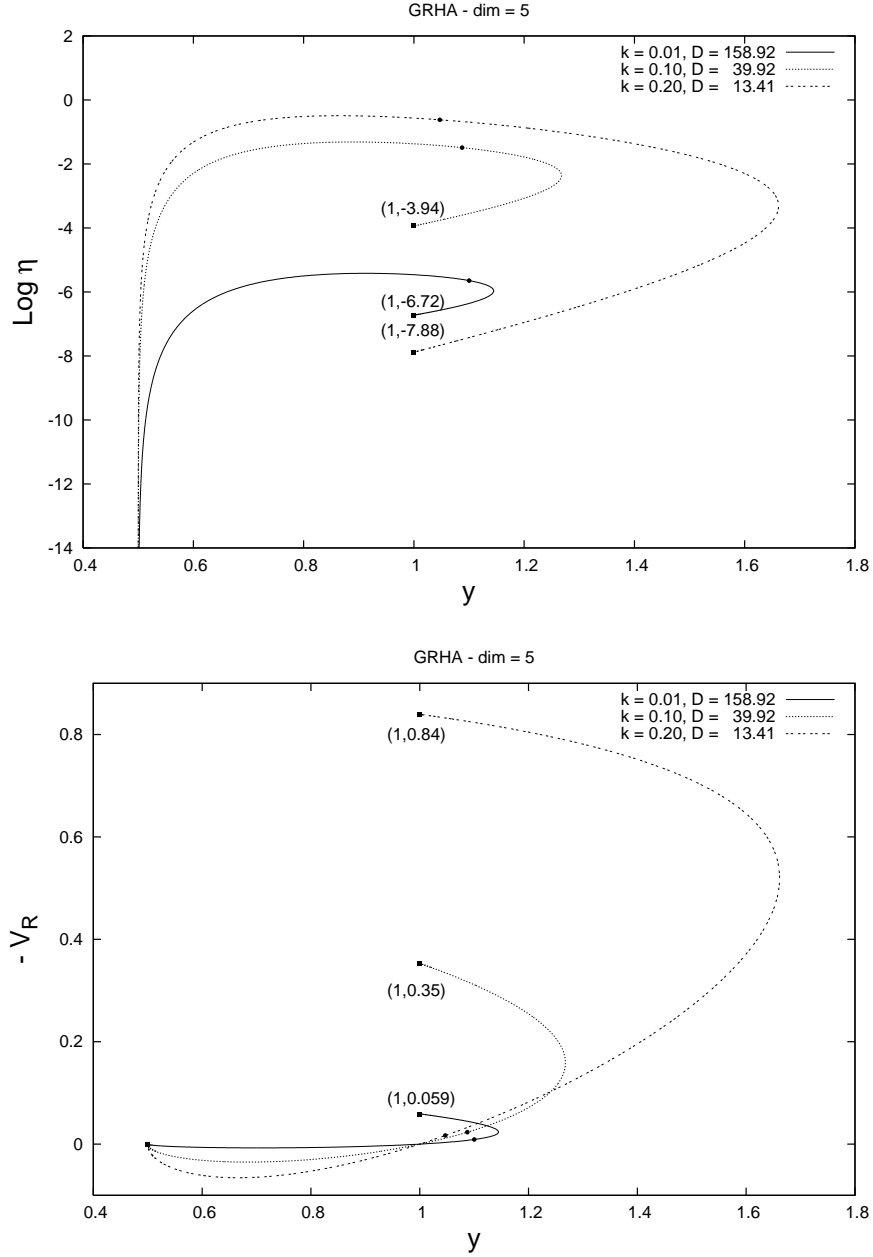 GRHA - dim = 5
k = 0.01, D = 158.92
k = 0.10, D = 39.92
k = 0.20, D = 13.41
2
0
-2
-4
-6
-8
-10
-12
-14
Log η
(1,-3.94)
(1,-6.72)
(1,-7.88)
0.4 0.6 0.8 1 1.2 1.4 1.6 1.8
y
GRHA - dim = 5
k = 0.01, D = 158.92
k = 0.10, D = 39.92
k = 0.20, D = 13.41
0.8
0.6
0.4
0.2
0
- V_R
(1,0.84)
(1,0.35)
(1,0.059)
0.4 0.6 0.8 1 1.2 1.4 1.6 1.8
y